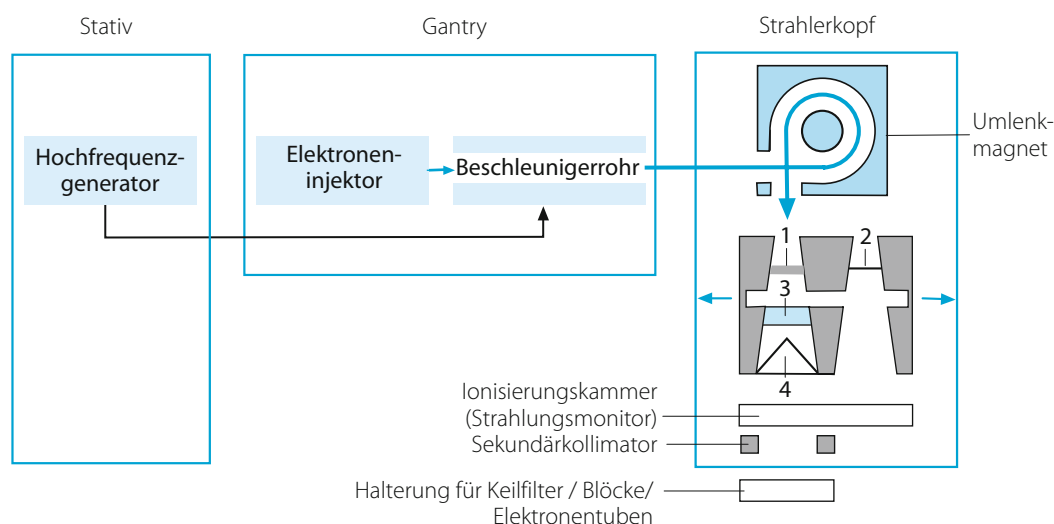 Stativ
Gantry
Strahlerkopf
Hochfrequenz-
generator
Elektronen-
injektor
Beschleunigerrohr
Umlenk-
magnet
1
2
3
4
Ionisierungskammer
(Strahlungsmonitor)
Sekundärkollimator
Halterung für Keilfilter / Blöcke/
Elektronentuben